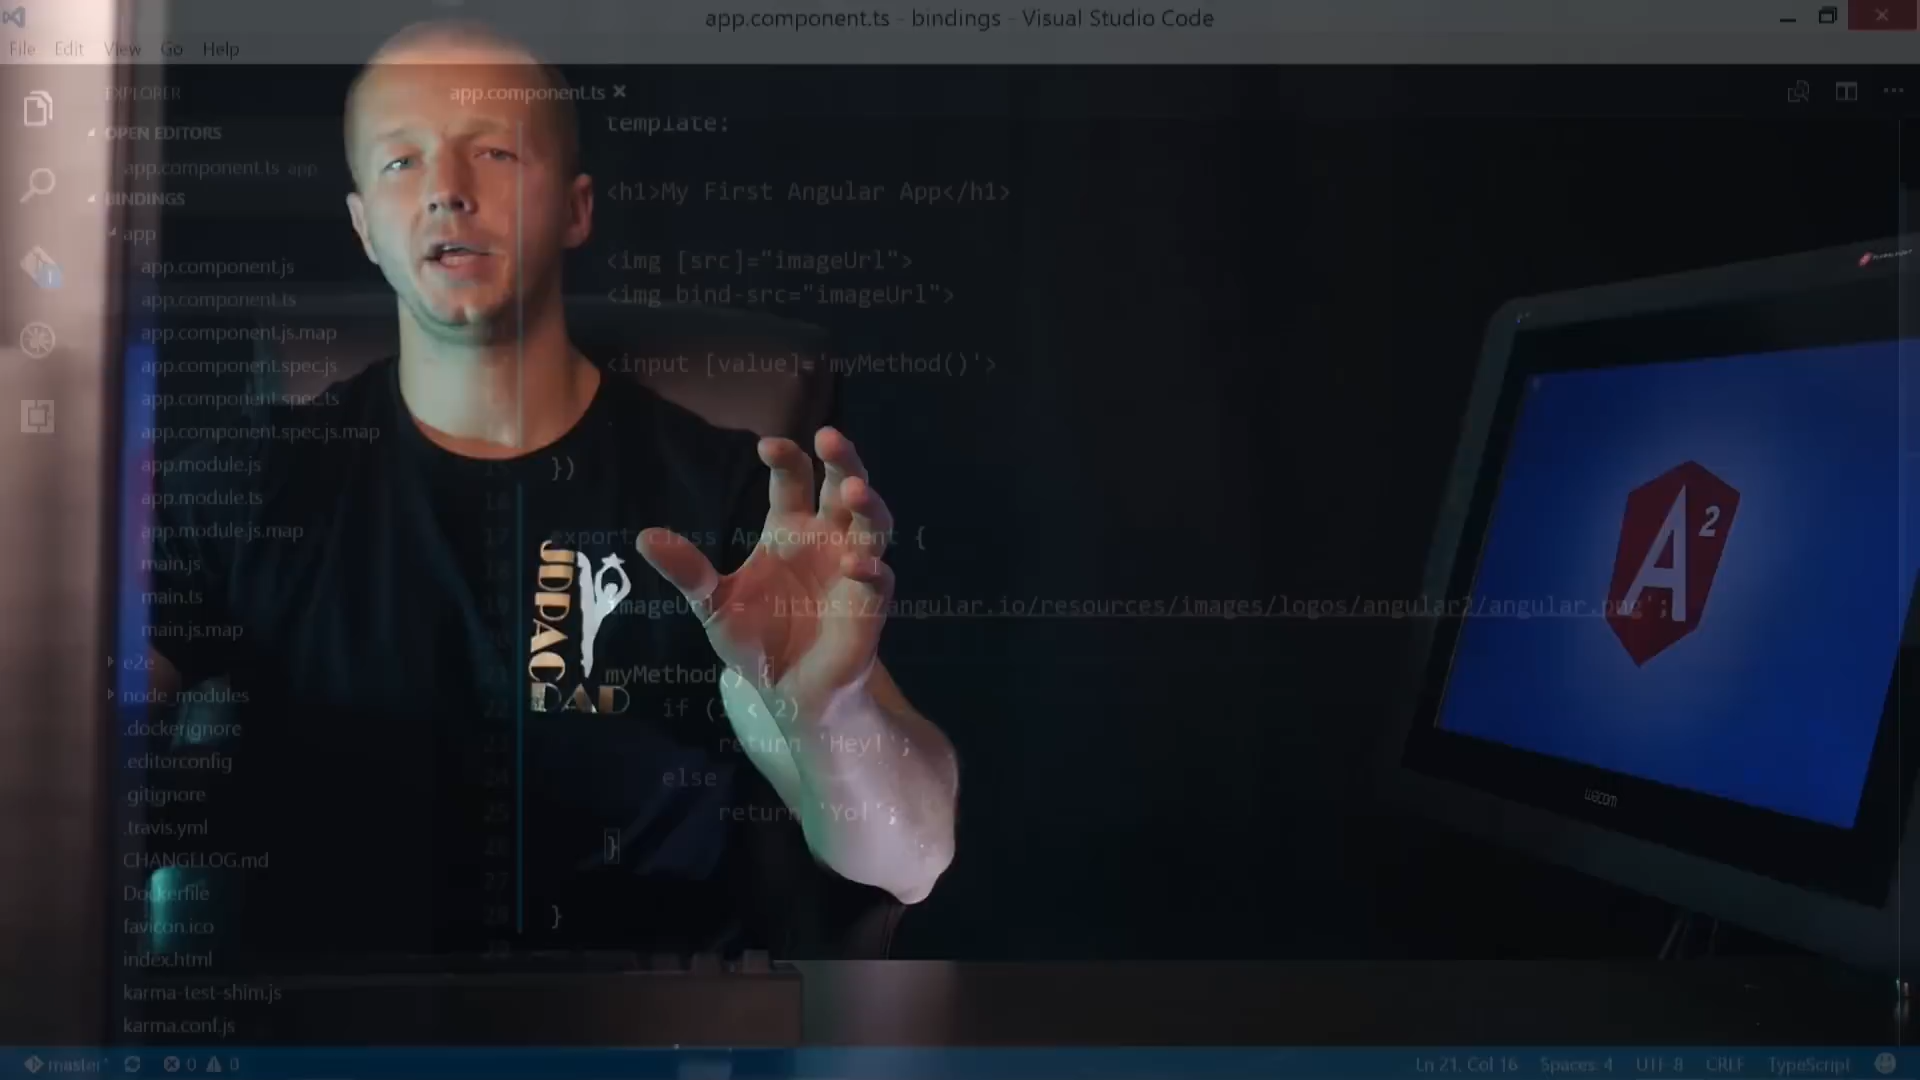 app.component.ts - bindings - Visual Studio Code
File Edit View Go Help
EXPLORER
app.component.ts ×
OPEN EDITORS
app.component.ts app
BINDINGS
app
app.component.js
app.component.ts
app.component.js.map
app.component.spec.js
app.component.spec.ts
app.component.spec.js.map
app.module.js
app.module.ts
app.module.js.map
main.js
main.ts
main.js.map
e2e
node_modules
.dockerignore
.editorconfig
.gitignore
.travis.yml
CHANGELOG.md
Dockerfile
favicon.ico
index.html
karma-test-shim.js
karma.conf.js
template:
<h1>My First Angular App</h1>
<img [src]="imageUrl">
<img bind-src="imageUrl">
<input [value]='myMethod()'>
})
export class AppComponent {
imageUrl = 'https://angular.io/resources/images/logos/angular2/angular.png';
myMethod() {
if (1 < 2)
return 'Hey!';
else
return 'Yo!';
}
}
JDPAC
DAD
A2
wacom
master* 0 0
Ln 21, Col 16 Spaces: 4 UTF-8 CRLF TypeScript